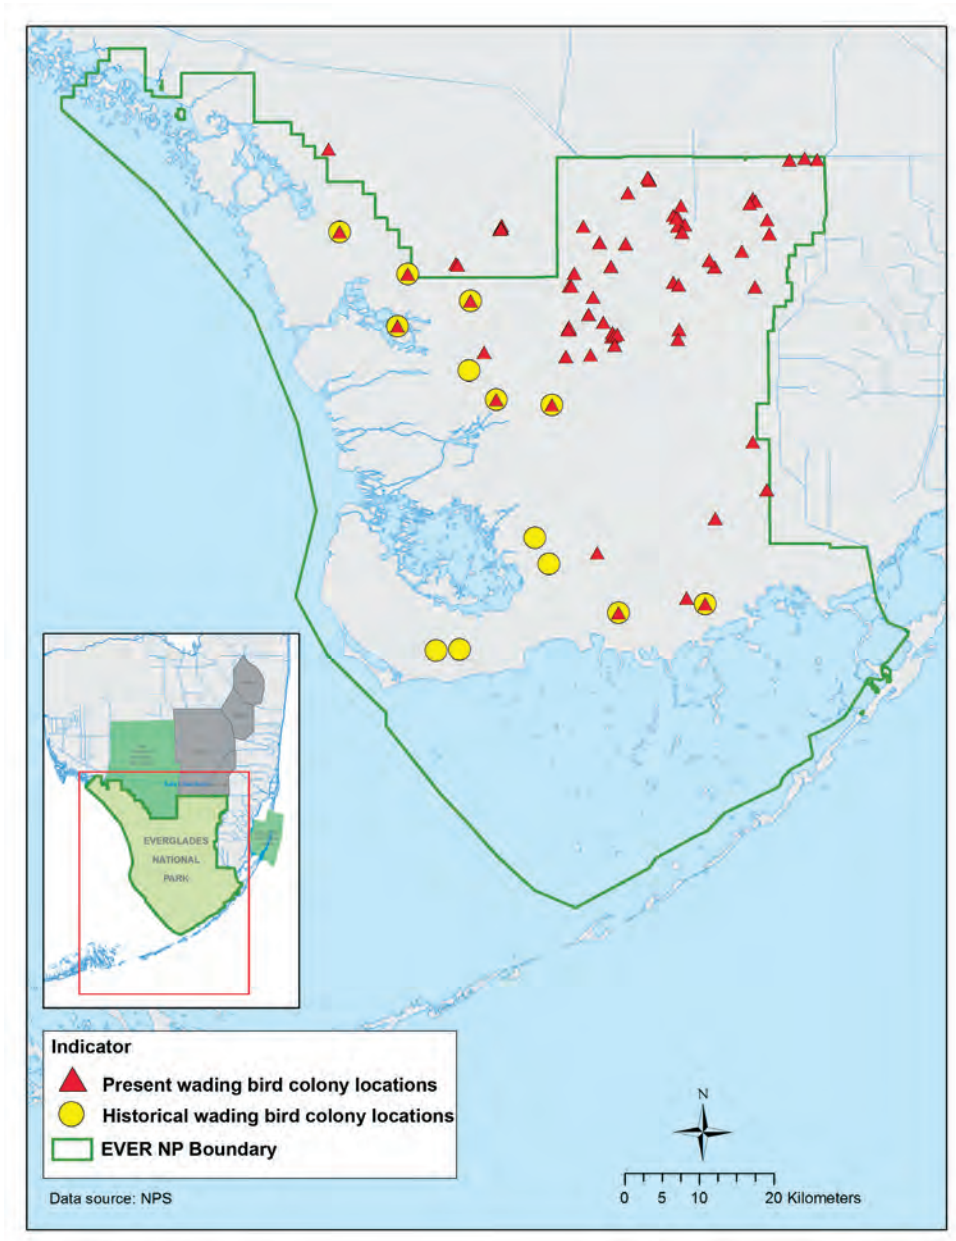 EVERGLADES
NATIONAL
PARK
Indicator
Present wading bird colony locations
Historical wading bird colony locations
EVER NP Boundary
Data source: NPS
N
0 5 10 20 Kilometers